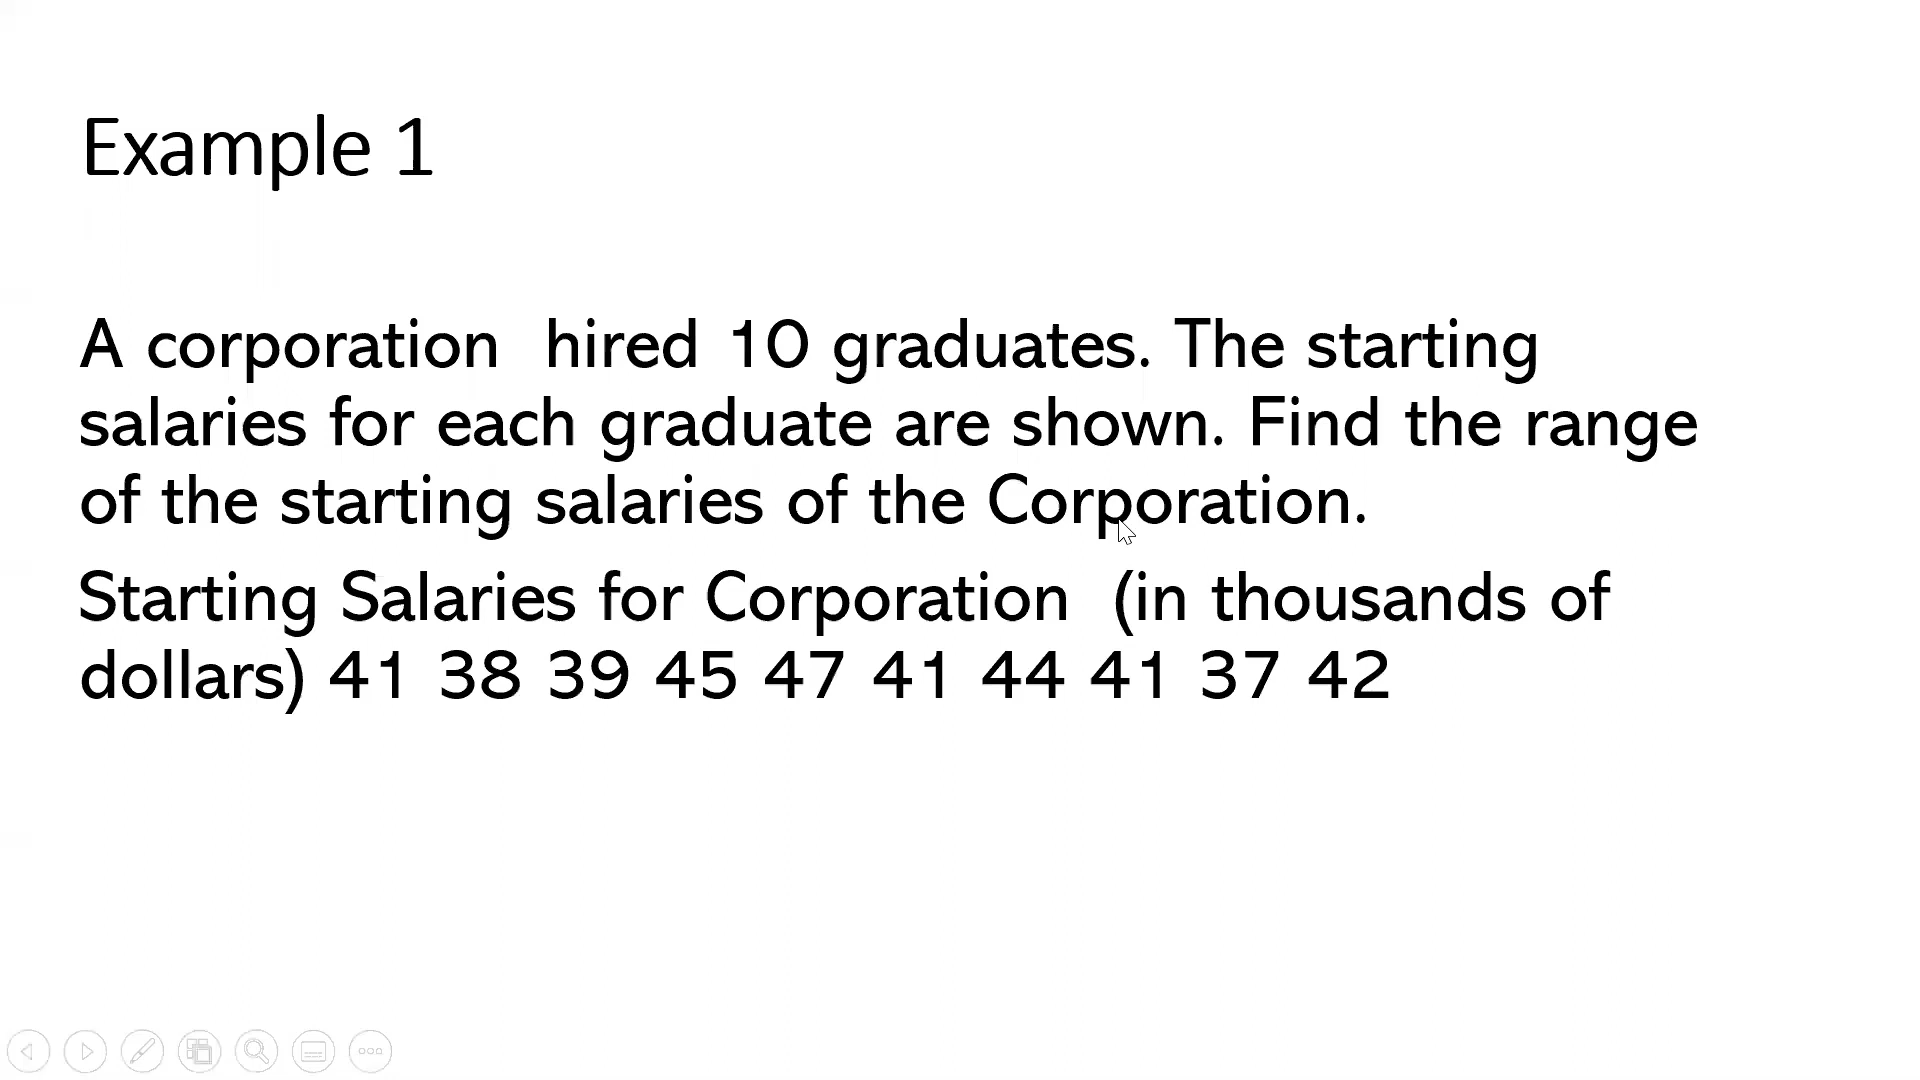 Example 1
A corporation  hired 10 graduates. The starting
salaries for each graduate are shown. Find the range
of the starting salaries of the Corporation.
Starting Salaries for Corporation  (in thousands of
dollars) 41 38 39 45 47 41 44 41 37 42